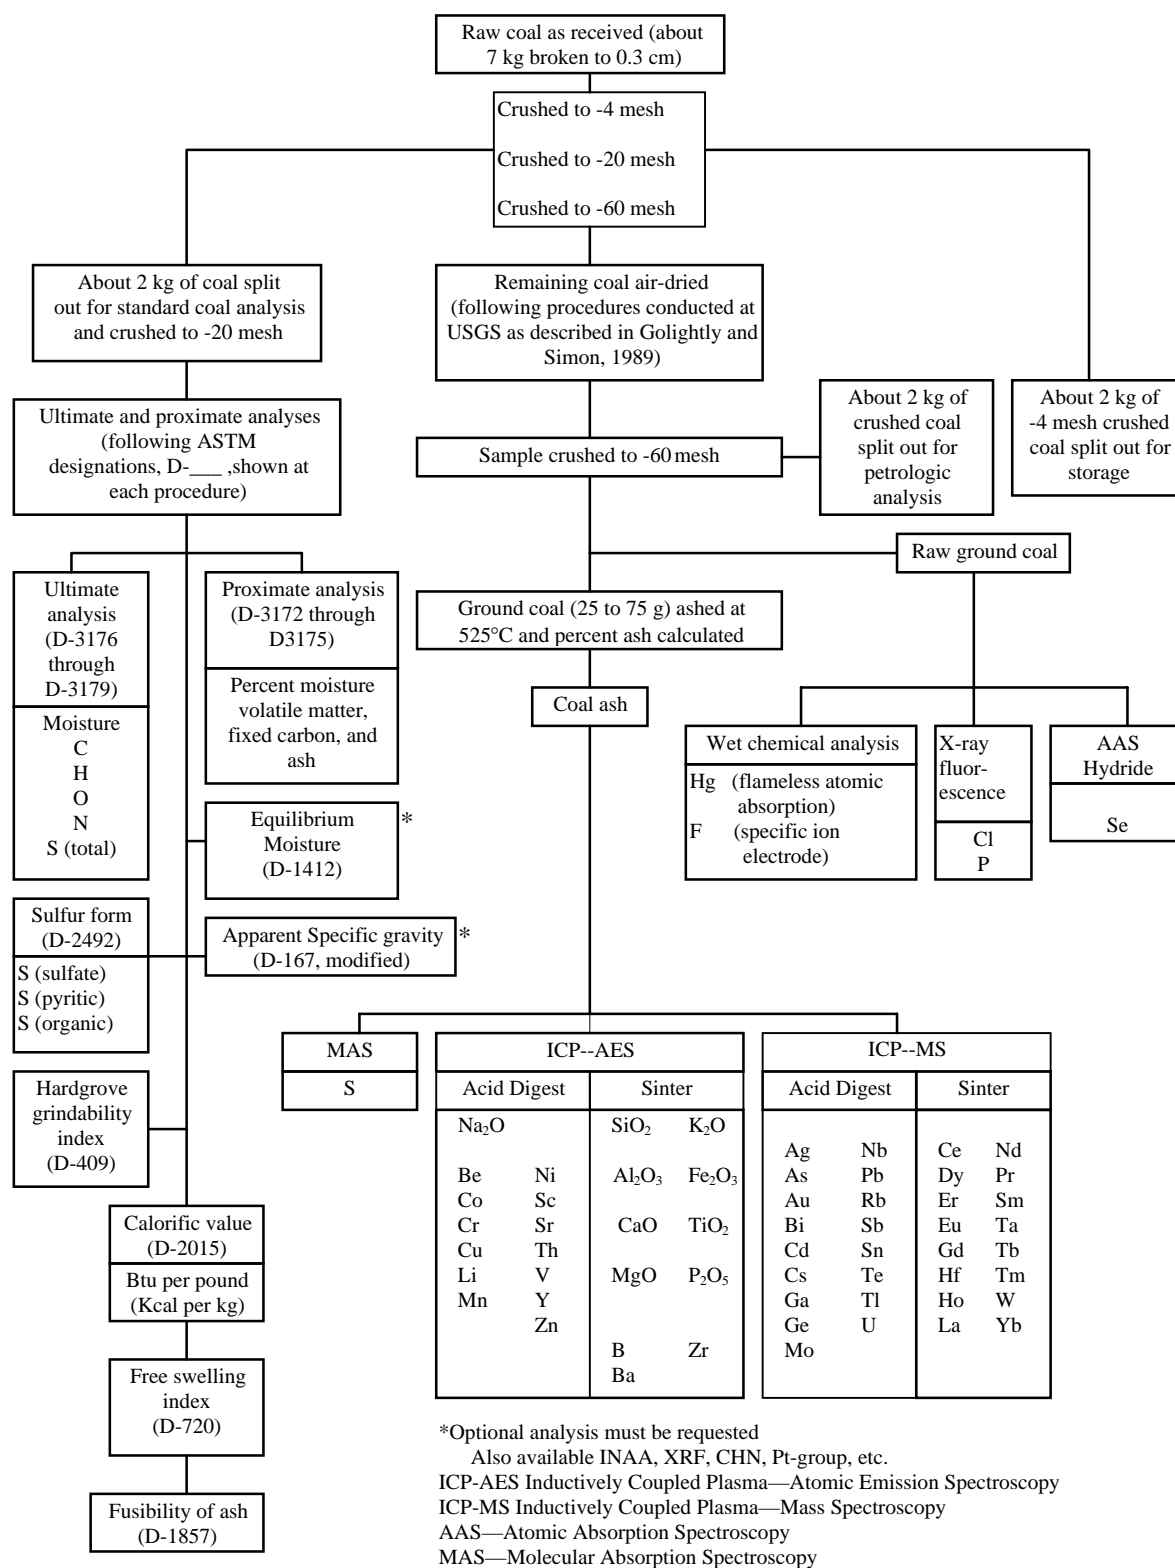 Raw coal as received (about
7 kg broken to 0.3 cm)
Crushed to -4 mesh
Crushed to -20 mesh
Crushed to -60 mesh
About 2 kg of coal split
out for standard coal analysis
and crushed to -20 mesh
Remaining coal air-dried
(following procedures conducted at
USGS as described in Golightly and
Simon, 1989)
About 2 kg of
crushed coal
split out for
petrologic
analysis
About 2 kg of
-4 mesh crushed
coal split out for
storage
Ultimate and proximate analyses
(following ASTM
designations, D-___ ,shown at
each procedure)
Sample crushed to -60 mesh
Raw ground coal
Ultimate
analysis
(D-3176
through
D-3179)
Moisture
C
H
O
N
S (total)
Proximate analysis
(D-3172 through
D3175)
Percent moisture
volatile matter,
fixed carbon, and
ash
Ground coal (25 to 75 g) ashed at
525°C and percent ash calculated
Coal ash
Wet chemical analysis
Hg (flameless atomic
absorption)
F (specific ion
electrode)
X-ray
fluor-
escence
Cl
P
AAS
Hydride
Se
Equilibrium
Moisture
(D-1412)
*
Sulfur form
(D-2492)
S (sulfate)
S (pyritic)
S (organic)
Apparent Specific gravity
(D-167, modified)
*
Hardgrove
grindability
index
(D-409)
Calorific value
(D-2015)
Btu per pound
(Kcal per kg)
Free swelling
index
(D-720)
Fusibility of ash
(D-1857)
MAS
S
ICP--AES
Acid Digest Sinter
Na₂O SiO₂ K₂O
Be Ni Al₂O₃ Fe₂O₃
Co Sc
Cr Sr CaO TiO₂
Cu Th
Li V MgO P₂O₅
Mn Y
Zn
B Zr
Ba
ICP--MS
Acid Digest Sinter
Ag Nb Ce Nd
As Pb Dy Pr
Au Rb Er Sm
Bi Sb Eu Ta
Cd Sn Gd Tb
Cs Te Hf Tm
Ga Tl Ho W
Ge U La Yb
Mo
*Optional analysis must be requested
Also available INAA, XRF, CHN, Pt-group, etc.
ICP-AES Inductively Coupled Plasma—Atomic Emission Spectroscopy
ICP-MS Inductively Coupled Plasma—Mass Spectroscopy
AAS—Atomic Absorption Spectroscopy
MAS—Molecular Absorption Spectroscopy